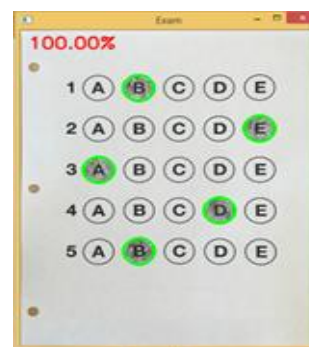 Exam
100.00%
1 A B C D E
2 A B C D E
3 A B C D E
4 A B C D E
5 A B C D E